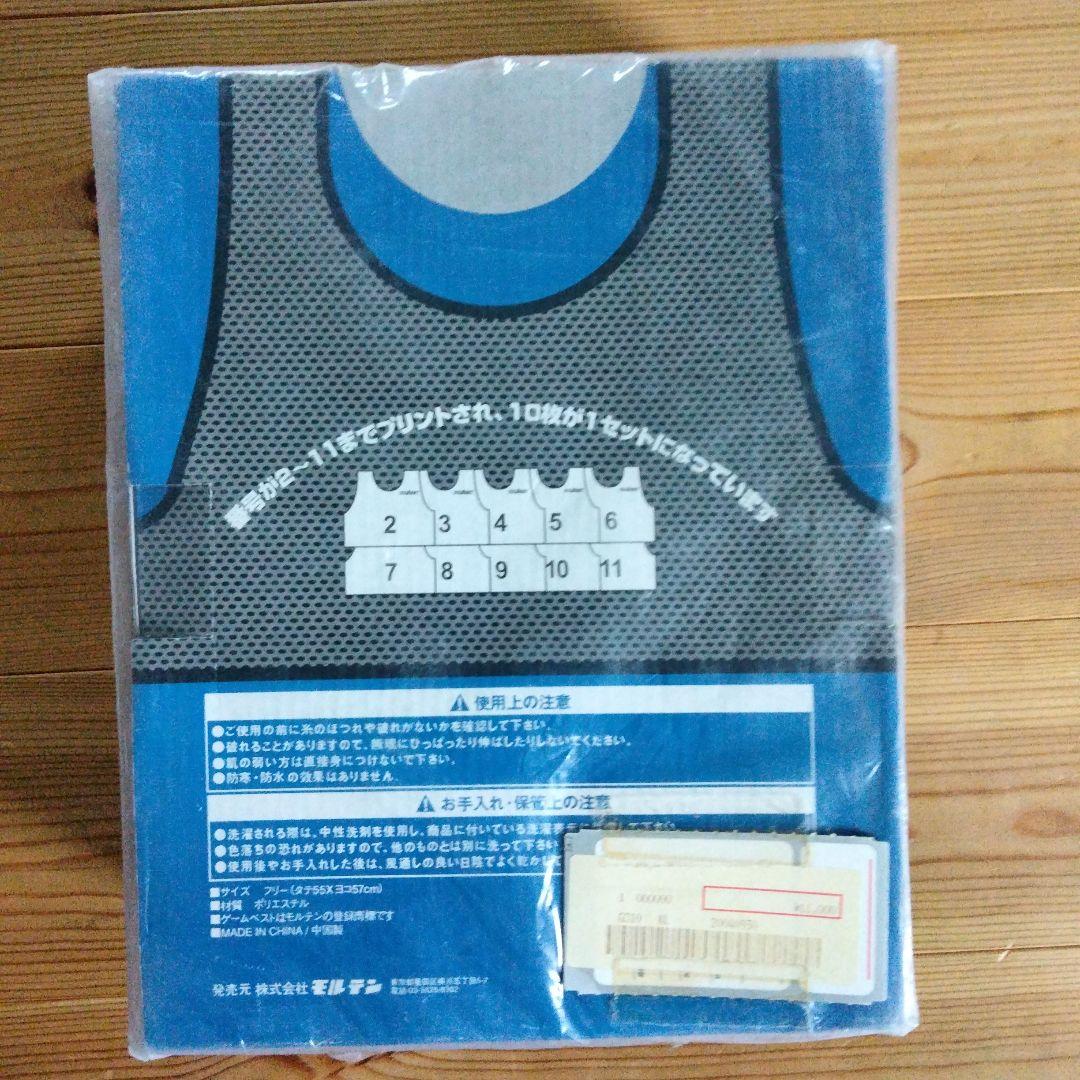 番号が2～11までプリントされ、10枚が1セットになっています
2 3 4 5 6
7 8 9 10 11
使用上の注意
●ご使用の前に糸のほつれや破れがないかを確認して下さい。
●破れることがありますので、無理にひっぱったり伸ばしたりしないでください。
●肌の弱い方は直接身につけないで下さい。
●防寒・防水の効果はありません。
お手入れ・保管上の注意
●洗濯される際は、中性洗剤を使用し、商品に付いている洗濯表示に
●色落ちの恐れがありますので、他のものとは別に洗って下さい
●使用後やお手入れした後は、風通しの良い日陰でよく乾かして
■サイズ フリー(タテ55Xヨコ57cm)
■材質 ポリエステル
■ゲームベストはモルテンの登録商標です
■MADE IN CHINA / 中国製
発売元 株式会社 モルテン